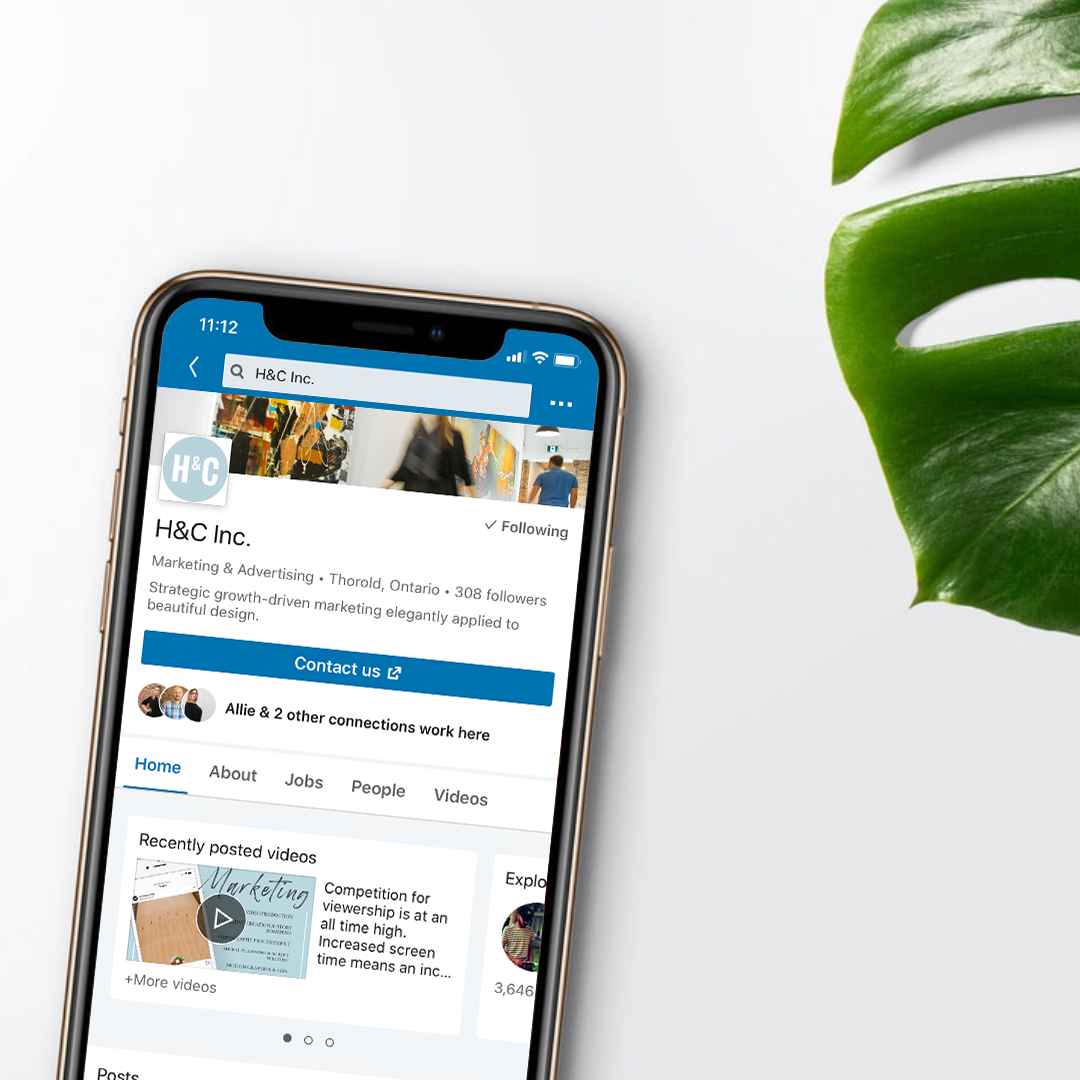 11:12
H&C Inc.
H&C
✓ Following
H&C Inc.
Marketing & Advertising • Thorold, Ontario • 308 followers
Strategic growth-driven marketing elegantly applied to
beautiful design.
Contact us
Allie & 2 other connections work here
Home About Jobs People Videos
Recently posted videos
Explo
Marketing
VIDEO PRODUCTION
Competition for
viewership is at an
all time high.
Increased screen
time means an inc...
+More videos
3,646
Posts